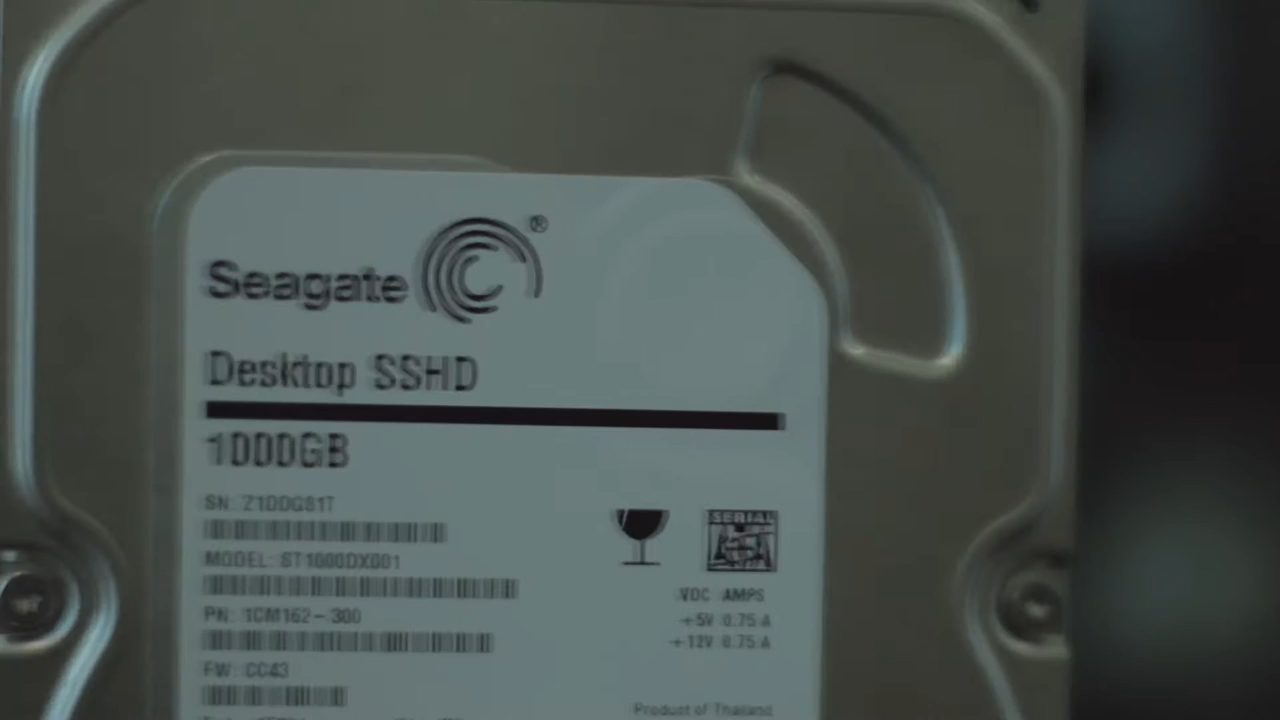 Seagate ®
Desktop SSHD
1000GB
SN: Z1DDG81T
MODEL: ST1000DX001
PN: 1CM162-300
FW: CC43
SERIAL
VDC AMPS
+5V 0.75 A
+12V 0.75 A
Product of Thailand